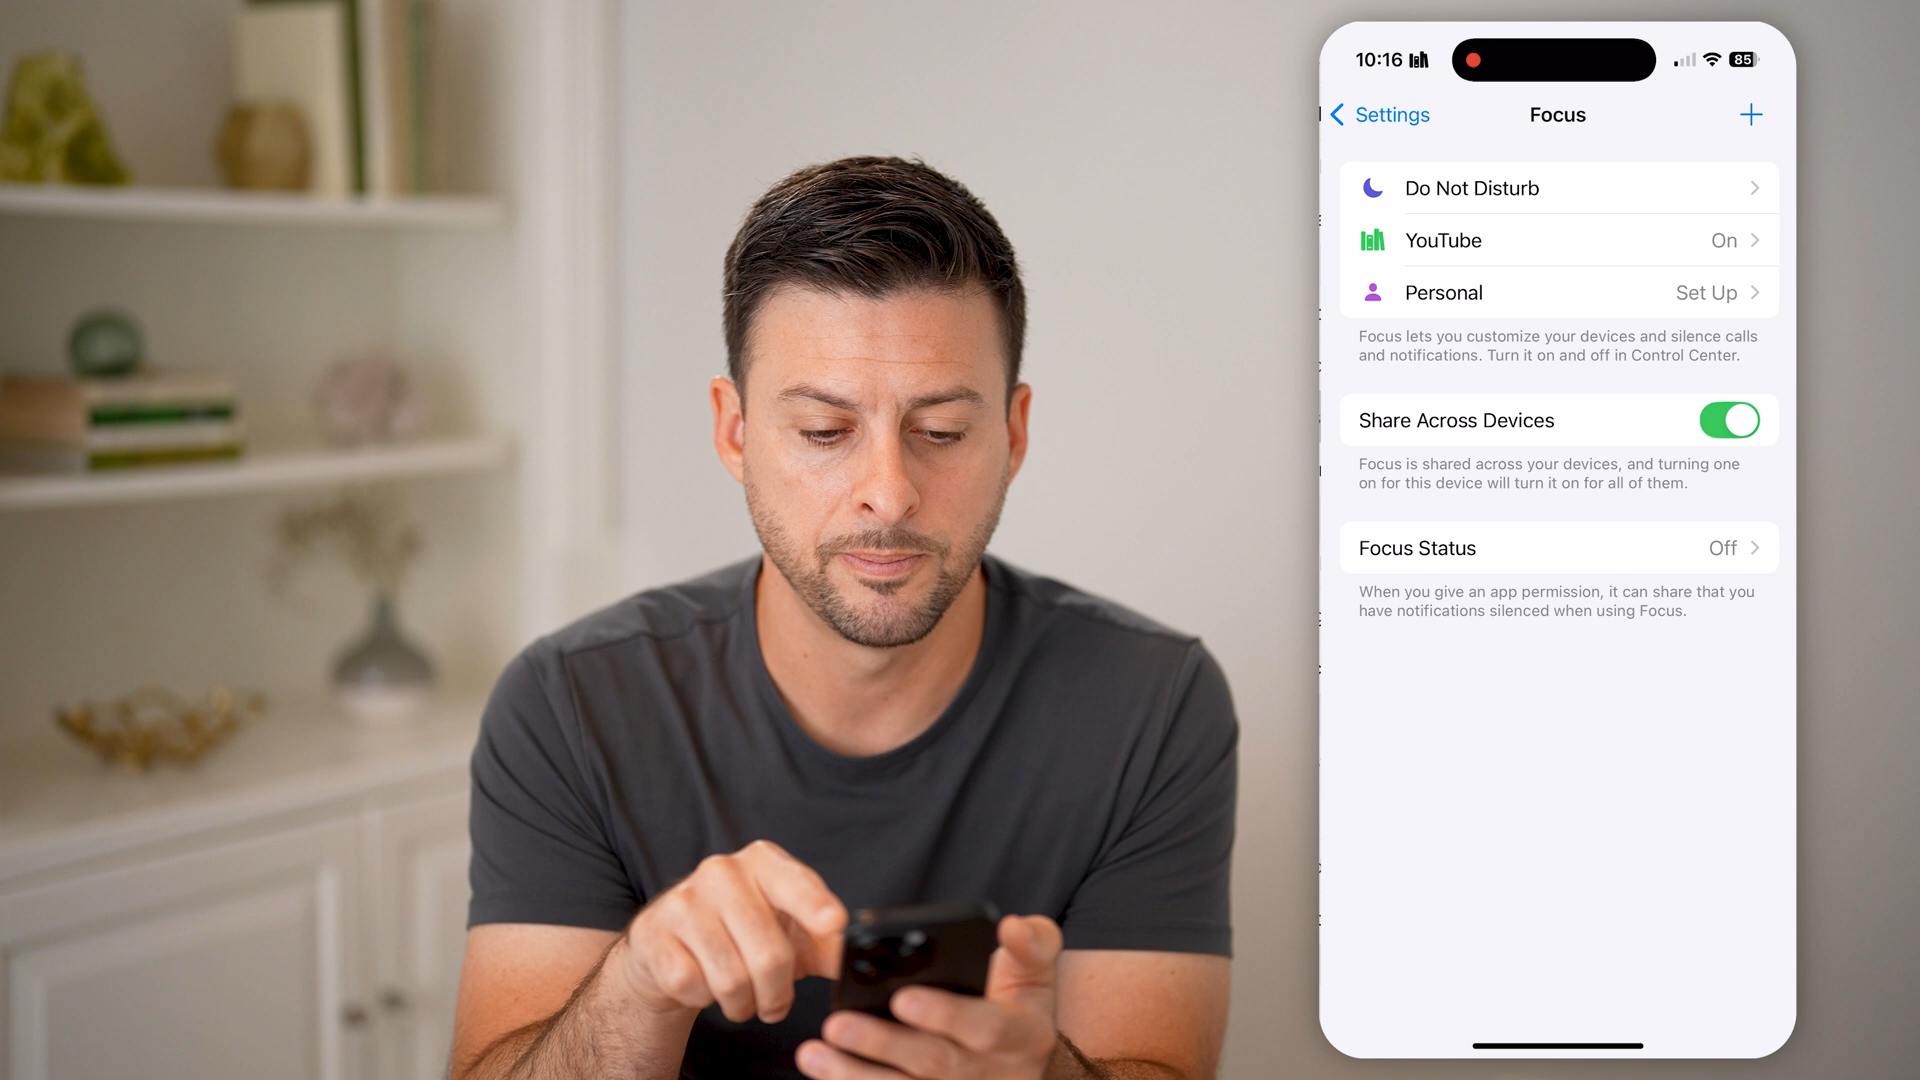 10:16
85
Settings
Focus
Do Not Disturb
YouTube
On
Personal
Set Up
Focus lets you customize your devices and silence calls
and notifications. Turn it on and off in Control Center.
Share Across Devices
Focus is shared across your devices, and turning one
on for this device will turn it on for all of them.
Focus Status
Off
When you give an app permission, it can share that you
have notifications silenced when using Focus.